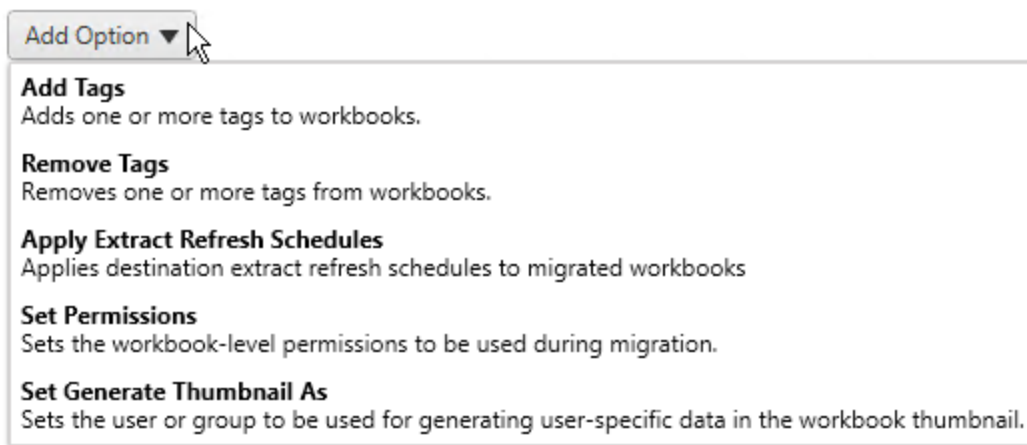 Add Option ▼
Add Tags
Adds one or more tags to workbooks.
Remove Tags
Removes one or more tags from workbooks.
Apply Extract Refresh Schedules
Applies destination extract refresh schedules to migrated workbooks
Set Permissions
Sets the workbook-level permissions to be used during migration.
Set Generate Thumbnail As
Sets the user or group to be used for generating user-specific data in the workbook thumbnail.